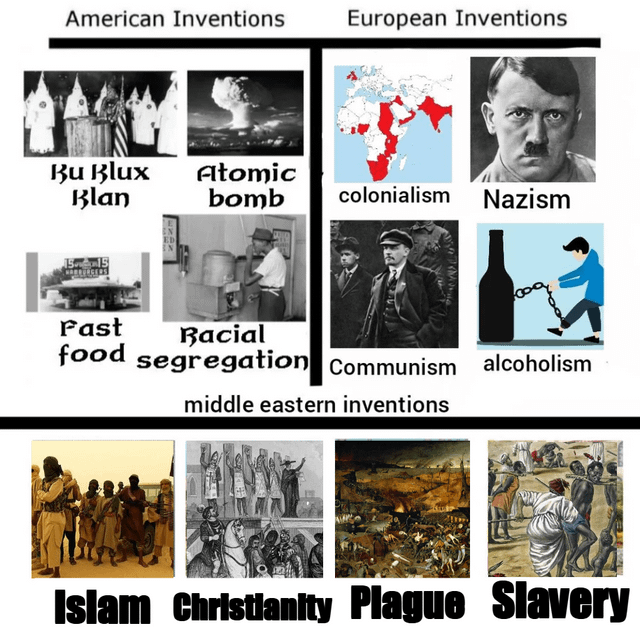 American Inventions
European Inventions
Ku Klux
Klan
Atomic
bomb
colonialism
Nazism
15
15
HAMBURGERS
Fast
food
Racial
segregation
Communism
alcoholism
middle eastern inventions
Islam
Christianity
Plague
Slavery